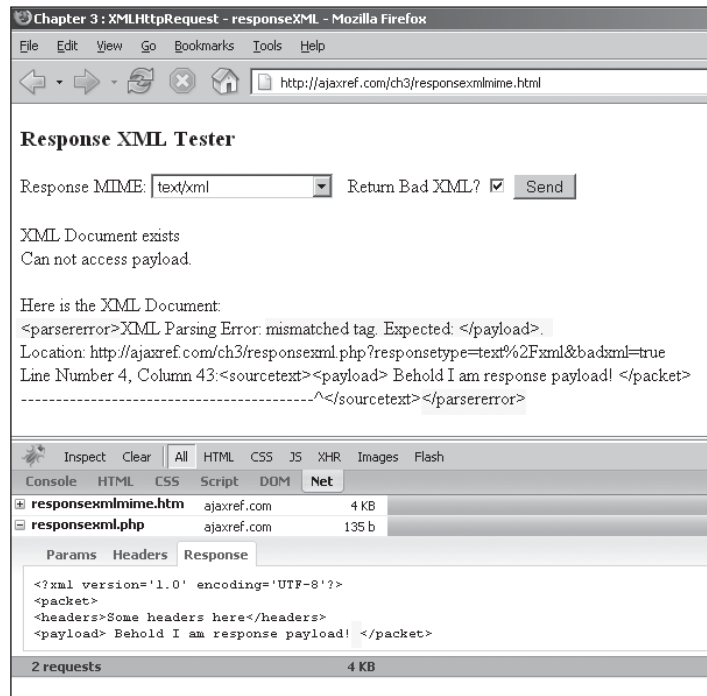 Chapter 3 : XMLHttpRequest - responseXML - Mozilla Firefox
File Edit View Go Bookmarks Tools Help
http://ajaxref.com/ch3/responsexmlmime.html
Response XML Tester
Response MIME: text/xml Return Bad XML? Send
XML Document exists
Can not access payload.
Here is the XML Document:
<parsererror>XML Parsing Error: mismatched tag. Expected: </payload>.
Location: http://ajaxref.com/ch3/responsexml.php?responsetype=text%2Fxml&badxml=true
Line Number 4, Column 43:<sourcetext><payload> Behold I am response payload! </packet>
------------------------------------------^</sourcetext></parsererror>
Inspect Clear All HTML CSS JS XHR Images Flash
Console HTML CSS Script DOM Net
responsexmlmime.htm ajaxref.com 4 KB
responsexml.php ajaxref.com 135 b
Params Headers Response
<?xml version='1.0' encoding='UTF-8'?>
<packet>
<headers>Some headers here</headers>
<payload> Behold I am response payload! </packet>
2 requests 4 KB